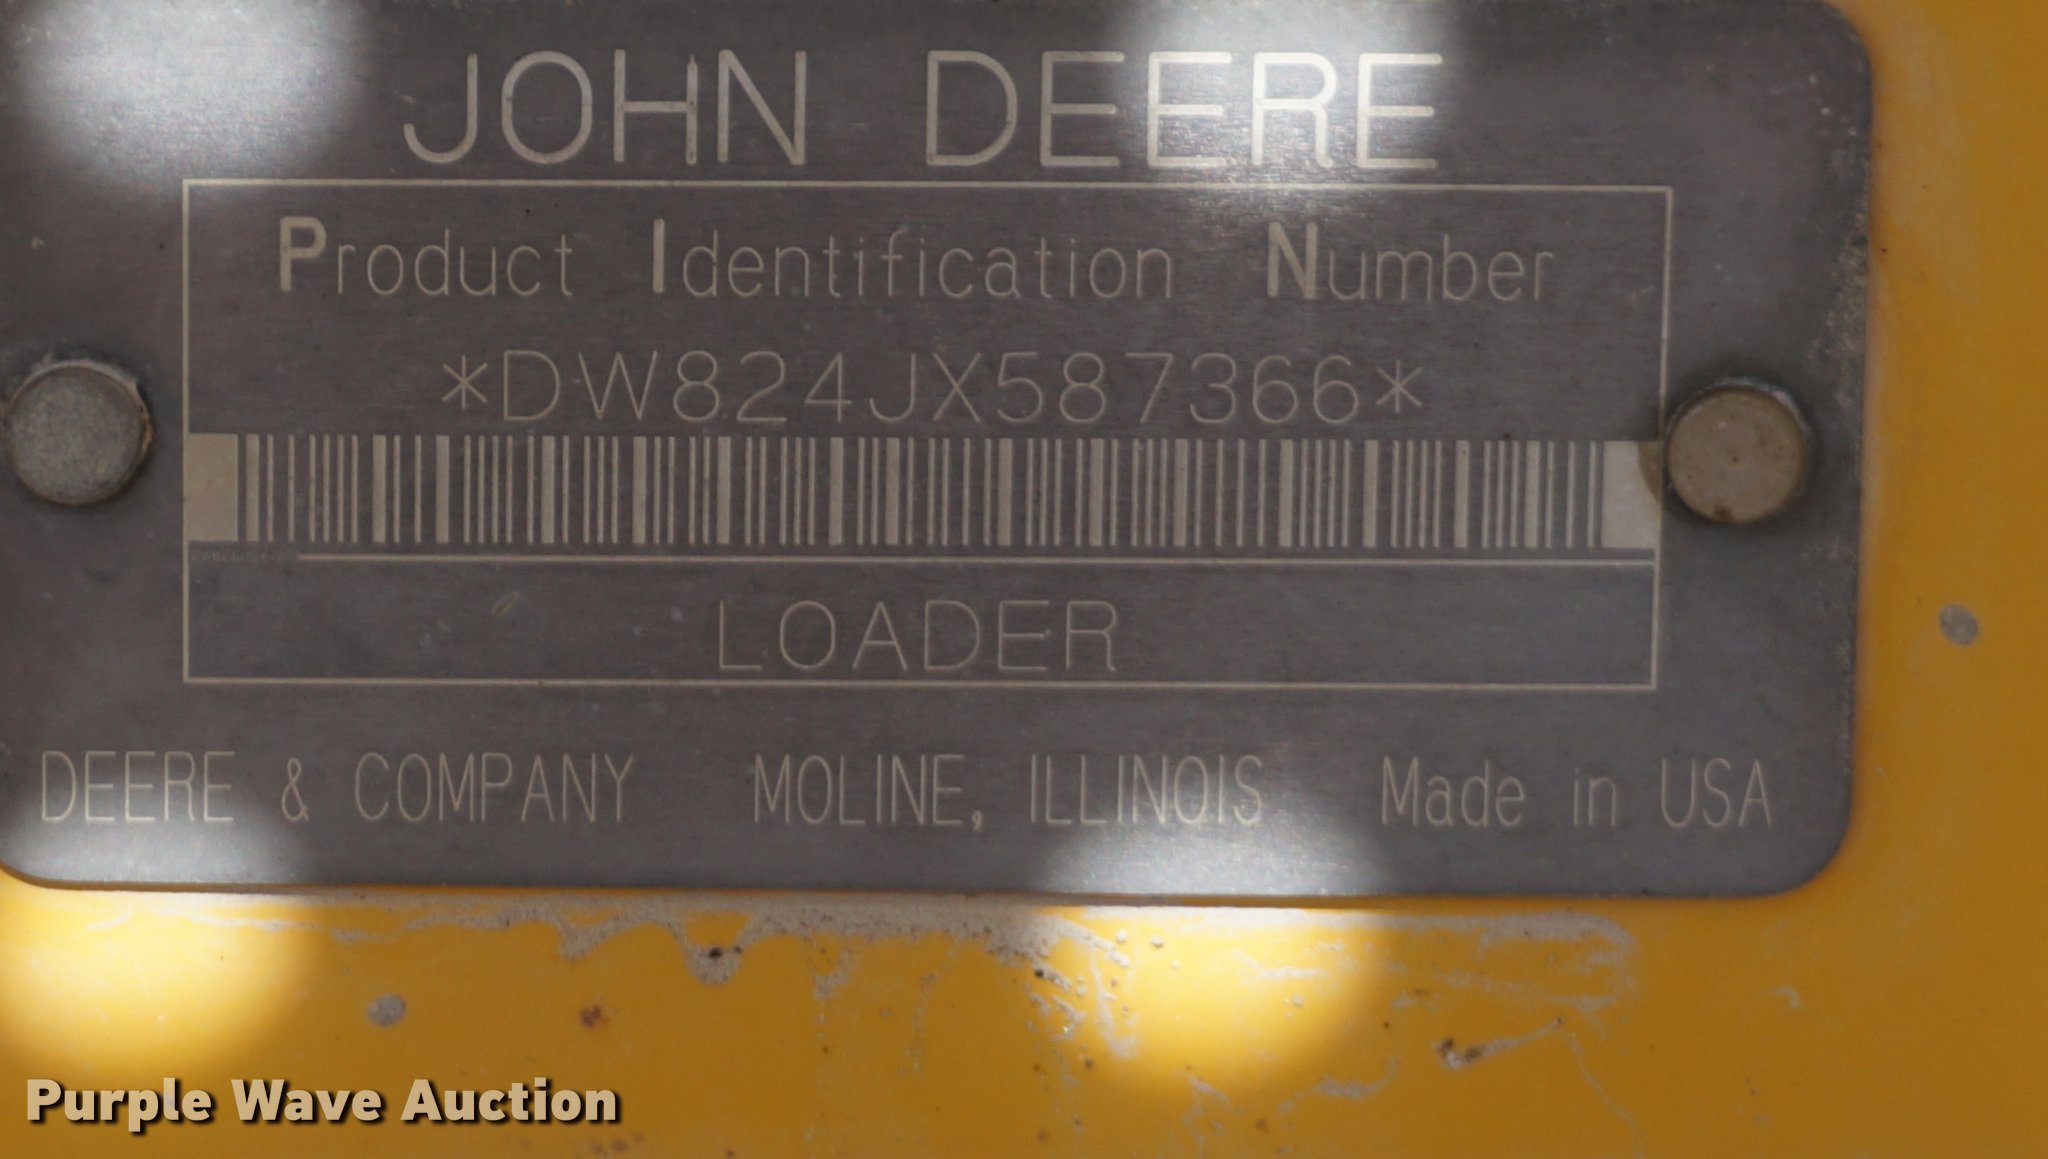 JOHN DEERE
Product Identification Number
*DW824JX587366*
LOADER
DEERE & COMPANY MOLINE, ILLINOIS Made in USA
Purple Wave Auction